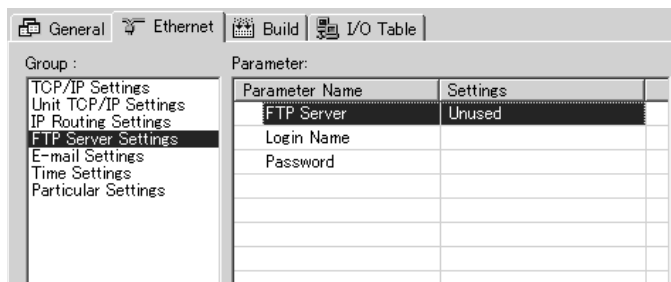 General Ethernet Build I/O Table
Group :
TCP/IP Settings
Unit TCP/IP Settings
IP Routing Settings
FTP Server Settings
E-mail Settings
Time Settings
Particular Settings
Parameter:
Parameter Name Settings
FTP Server Unused
Login Name
Password